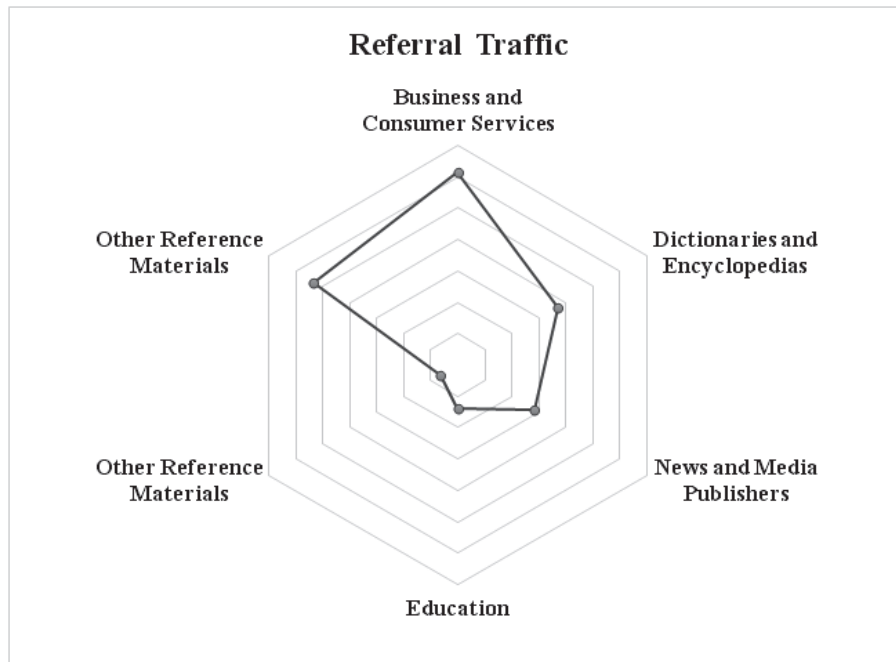 Referral Traffic
Business and
Consumer Services
Other Reference
Materials
Dictionaries and
Encyclopedias
Other Reference
Materials
News and Media
Publishers
Education